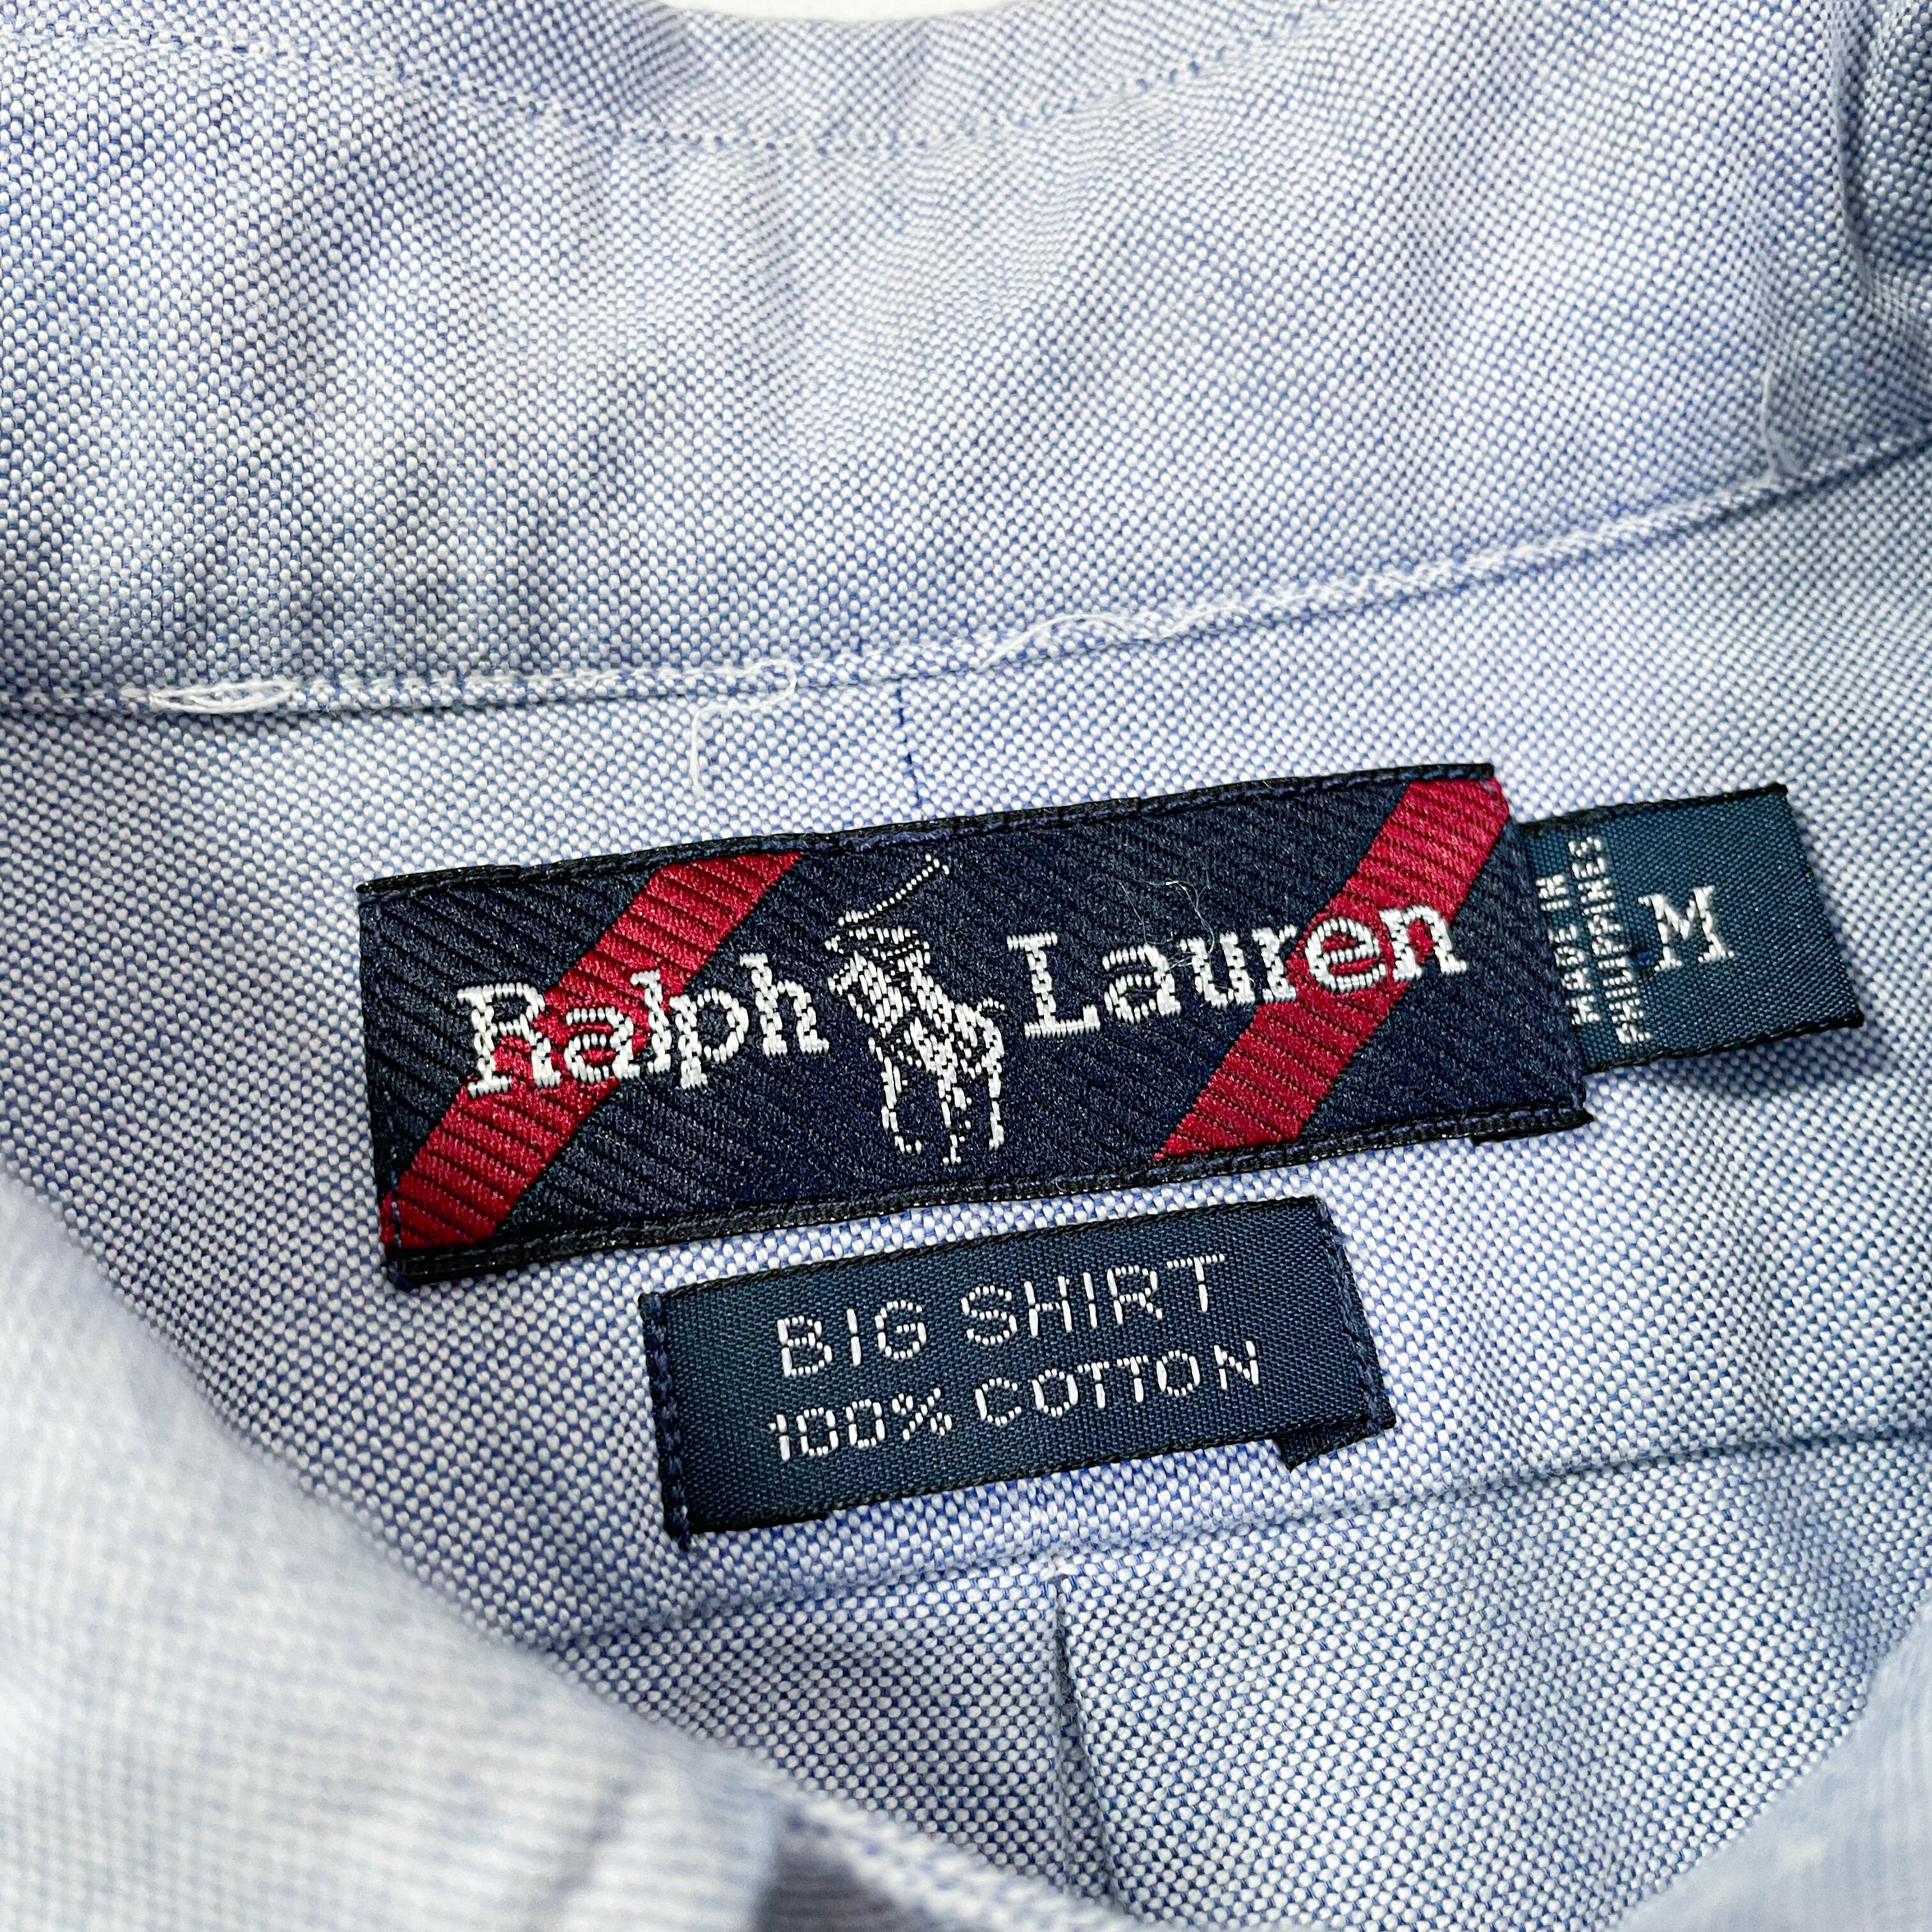 Ralph Lauren
MADE IN
PHILIPPINES
M
BIG SHIRT
100% COTTON